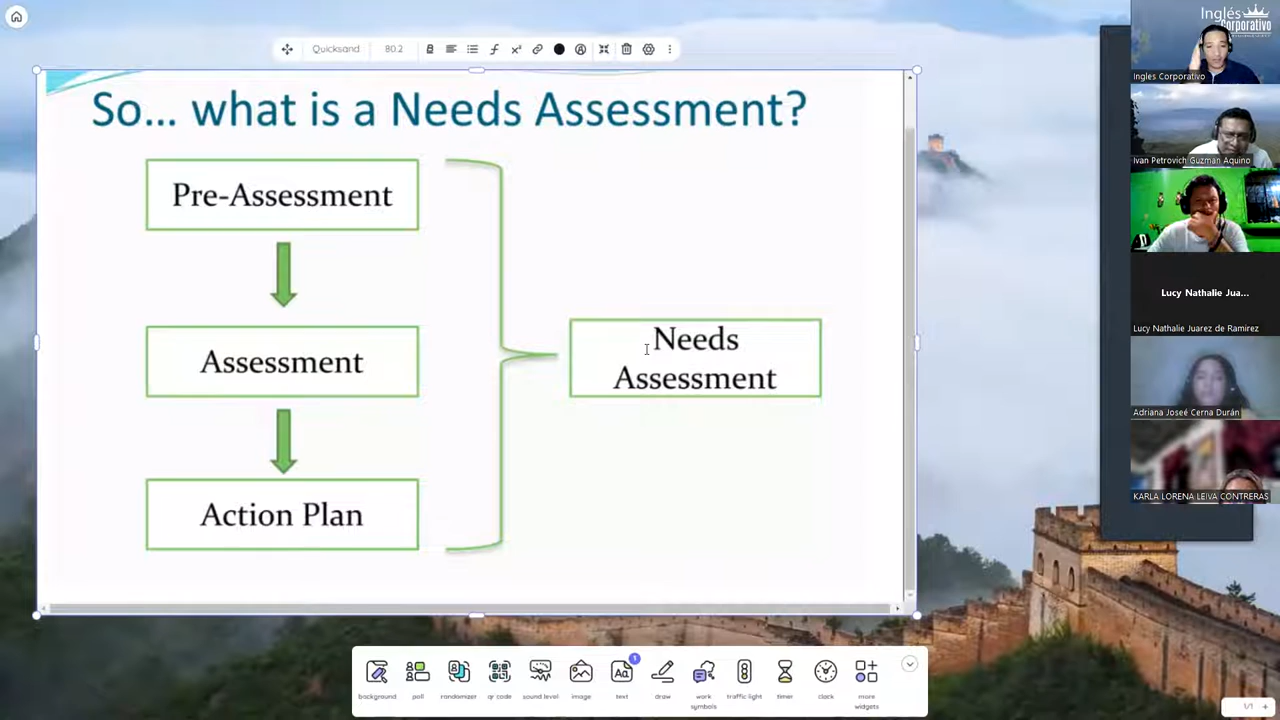 Quicksand
80.2
So... what is a Needs Assessment?
Pre-Assessment
Assessment
Action Plan
Needs
Assessment
background
poll
randomizer
qr code
sound level
image
1
text
draw
work
symbols
traffic light
timer
clock
more
widgets
1/1
Inglés
Corporativo
Ingles Corporativo
Ivan Petrovich Guzman Aquino
Lucy Nathalie Jua...
Lucy Nathalie Juarez de Ramirez
Adriana Joseé Cerna Durán
KARLA LORENA LEIVA CONTRERAS